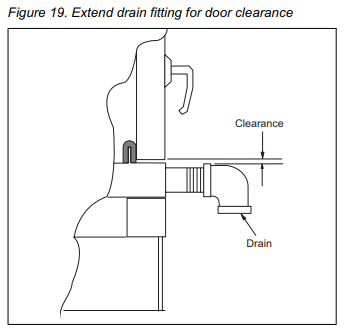 Figure 19. Extend drain fitting for door clearance
Clearance
Drain